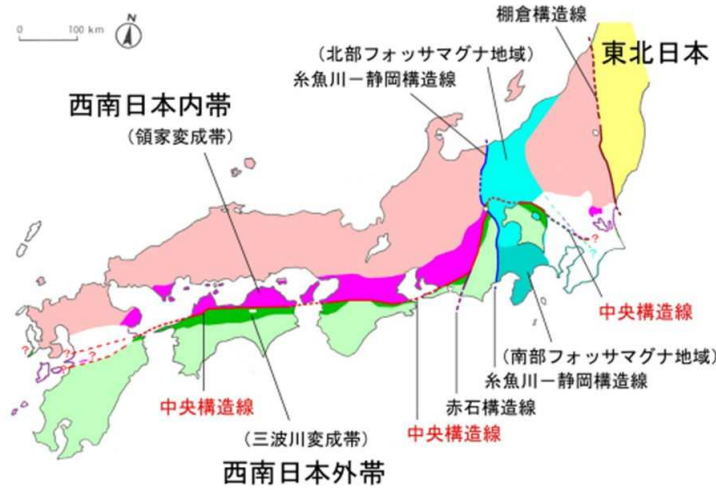 0 100 km
N
棚倉構造線
東北日本
(北部フォッサマグナ地域)
糸魚川－静岡構造線
西南日本内帯
(領家変成帯)
?
?
?
?
?
?
中央構造線
(南部フォッサマグナ地域)
糸魚川－静岡構造線
赤石構造線
中央構造線
中央構造線
(三波川変成帯)
西南日本外帯